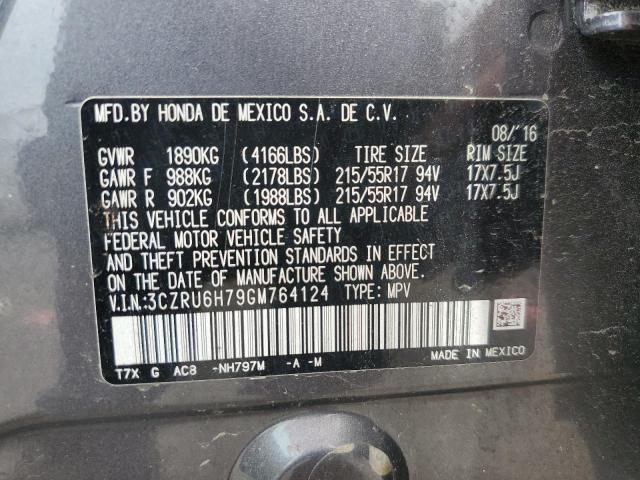 MFD.BY HONDA DE MEXICO S.A. DE C.V.
08/'16
GVWR 1890KG (4166LBS) TIRE SIZE RIM SIZE
GAWR F 988KG (2178LBS) 215/55R17 94V 17X7.5J
GAWR R 902KG (1988LBS) 215/55R17 94V 17X7.5J
THIS VEHICLE CONFORMS TO ALL APPLICABLE
FEDERAL MOTOR VEHICLE SAFETY
AND THEFT PREVENTION STANDARDS IN EFFECT
ON THE DATE OF MANUFACTURE SHOWN ABOVE.
V.I.N.:3CZRU6H79GM764124 TYPE: MPV
T7X G AC8 -NH797M -A -M MADE IN MEXICO